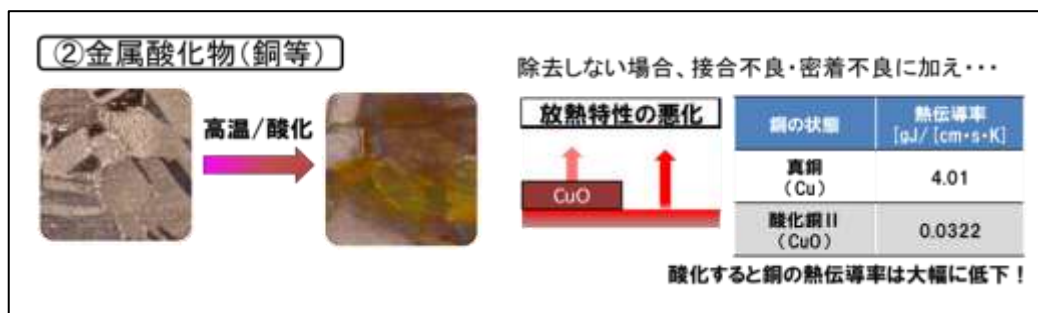 ②金属酸化物(銅等)
高温/酸化
除去しない場合、接合不良・密着不良に加え・・・
放熱特性の悪化
CuO
銅の状態
熱伝導率
[gJ/ [cm・s・K]
真銅
(Cu)
4.01
酸化銅II
(CuO)
0.0322
酸化すると銅の熱伝導率は大幅に低下!